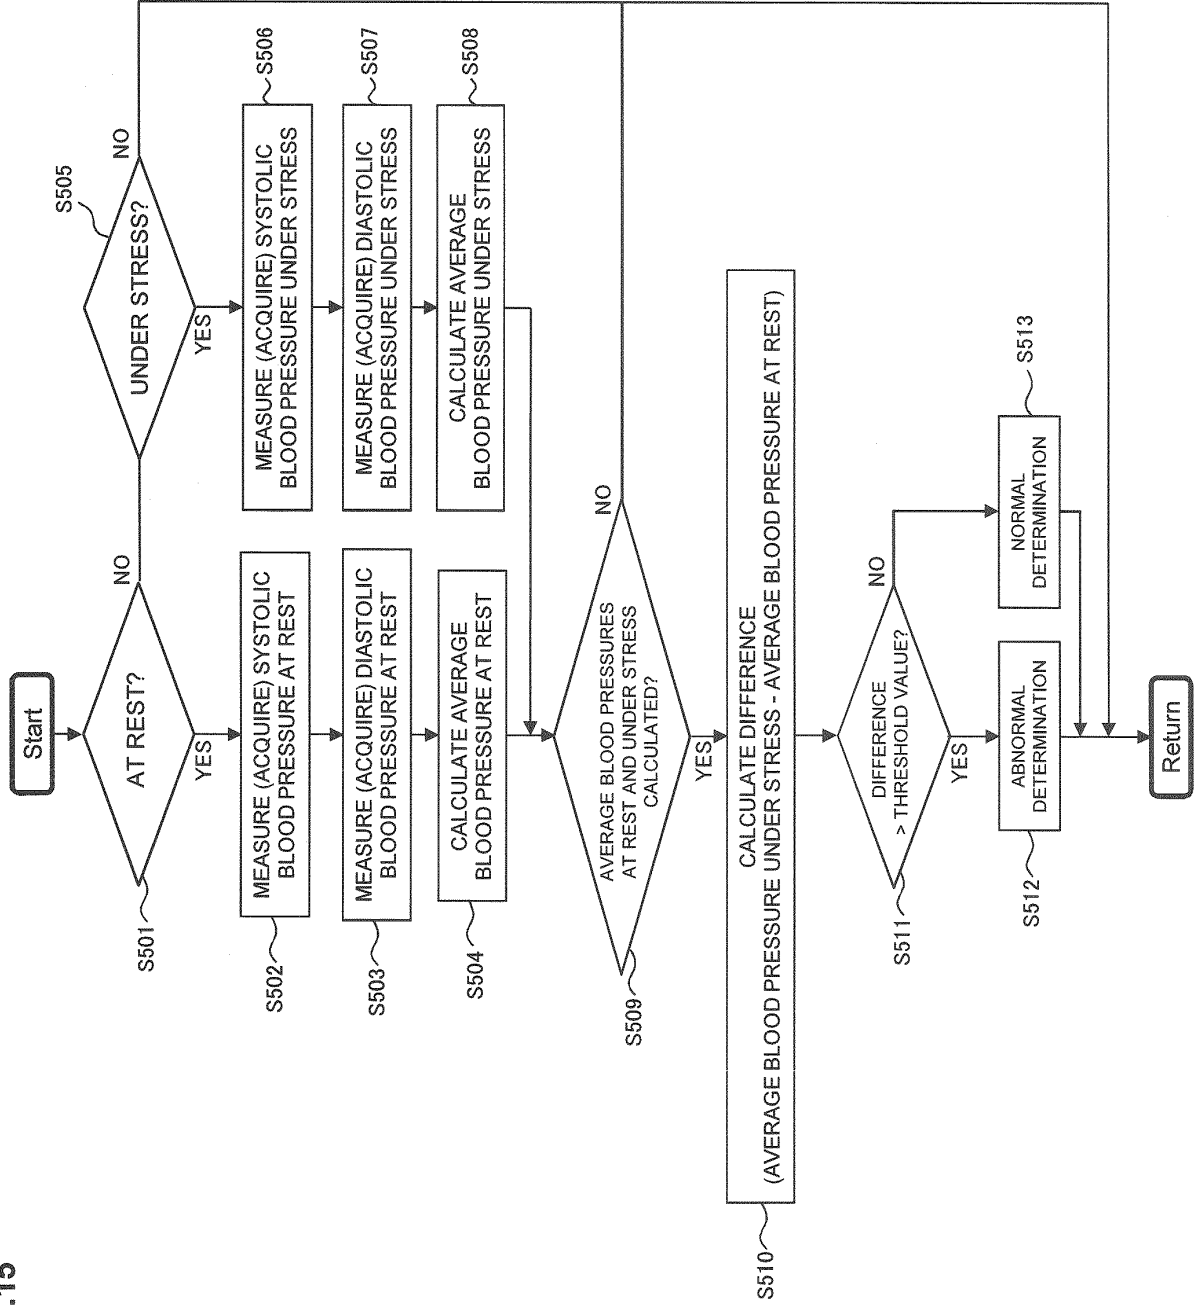 .15
Start
S501
AT REST?
NO
YES
S505
UNDER STRESS?
NO
YES
S502
MEASURE (ACQUIRE) SYSTOLIC
BLOOD PRESSURE AT REST
S506
MEASURE (ACQUIRE) SYSTOLIC
BLOOD PRESSURE UNDER STRESS
S503
MEASURE (ACQUIRE) DIASTOLIC
BLOOD PRESSURE AT REST
S507
MEASURE (ACQUIRE) DIASTOLIC
BLOOD PRESSURE UNDER STRESS
S504
CALCULATE AVERAGE
BLOOD PRESSURE AT REST
S508
CALCULATE AVERAGE
BLOOD PRESSURE UNDER STRESS
S509
AVERAGE BLOOD PRESSURES
AT REST AND UNDER STRESS
CALCULATED?
NO
YES
S510
CALCULATE DIFFERENCE
(AVERAGE BLOOD PRESSURE UNDER STRESS - AVERAGE BLOOD PRESSURE AT REST)
S511
DIFFERENCE
> THRESHOLD VALUE?
NO
YES
S512
ABNORMAL
DETERMINATION
S513
NORMAL
DETERMINATION
Return